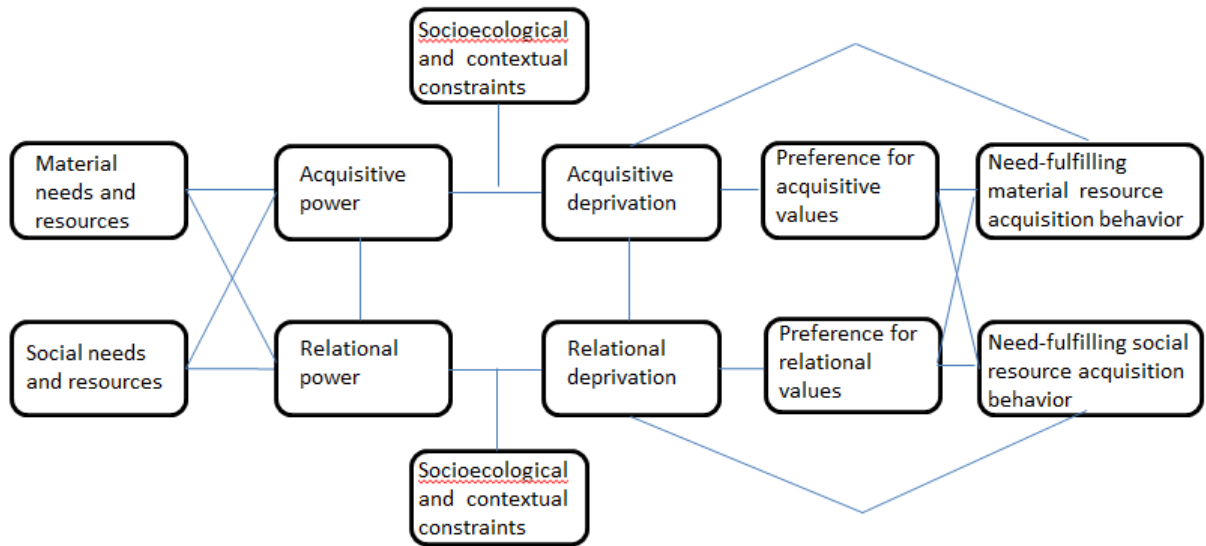 Socioecological
and contextual
constraints
Material
needs and
resources
Acquisitive
power
Acquisitive
deprivation
Preference for
acquisitive
values
Need-fulfilling
material resource
acquisition behavior
Social needs
and resources
Relational
power
Relational
deprivation
Preference for
relational
values
Need-fulfilling social
resource acquisition
behavior
Socioecological
and contextual
constraints